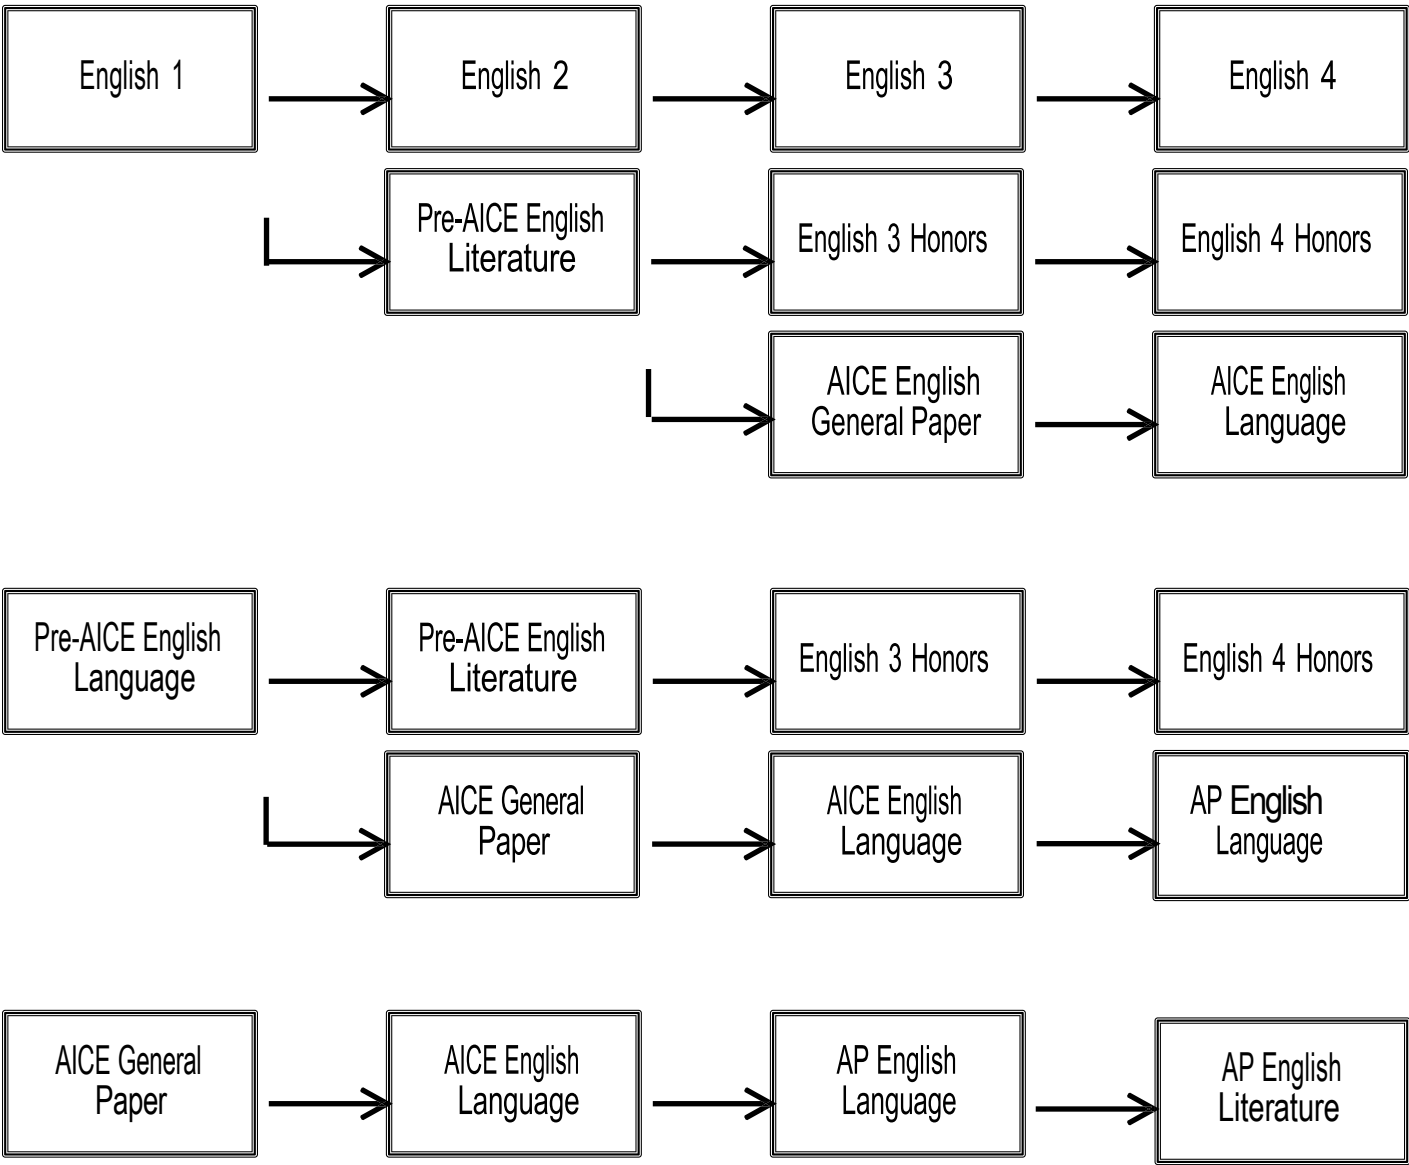 English 1
English 2
English 3
English 4
Pre-AICE English
Literature
English 3 Honors
English 4 Honors
AICE English
General Paper
AICE English
Language
Pre-AICE English
Language
Pre-AICE English
Literature
English 3 Honors
English 4 Honors
AICE General
Paper
AICE English
Language
AP English
Language
AICE General
Paper
AICE English
Language
AP English
Language
AP English
Literature